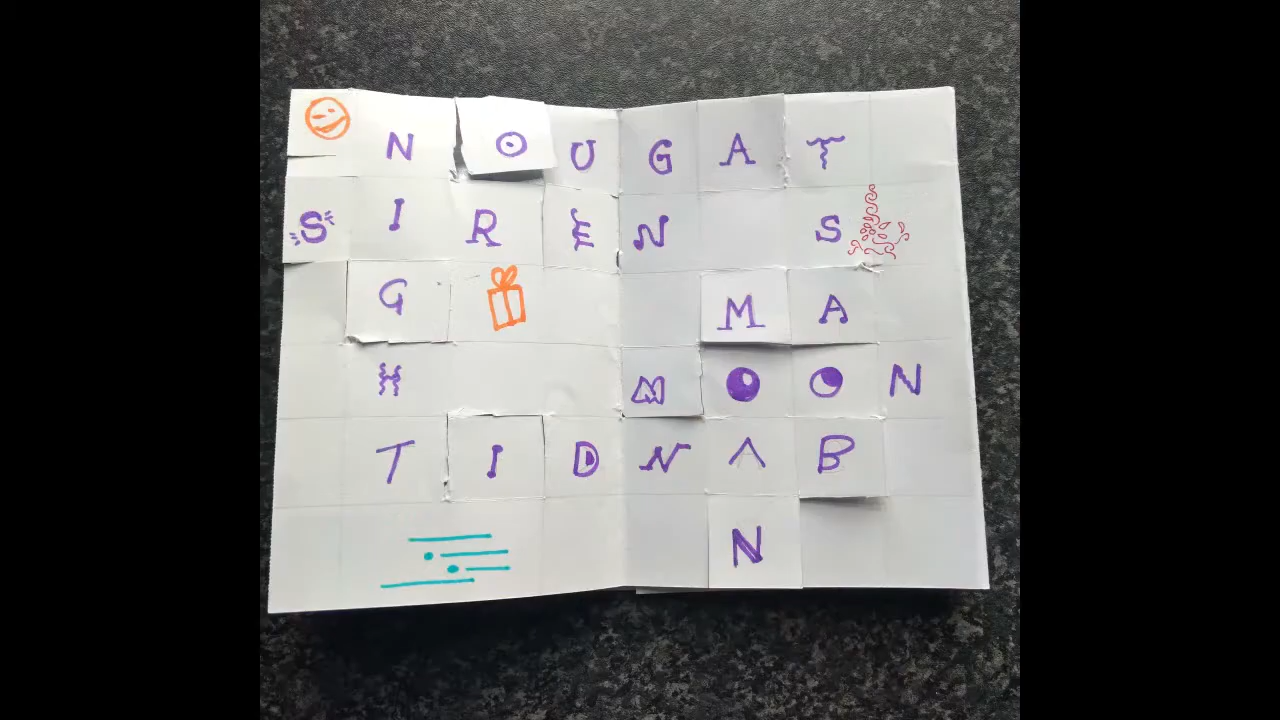 N O U G A T
S I R E N S
G M A
H M O O N
T I D N A B
N